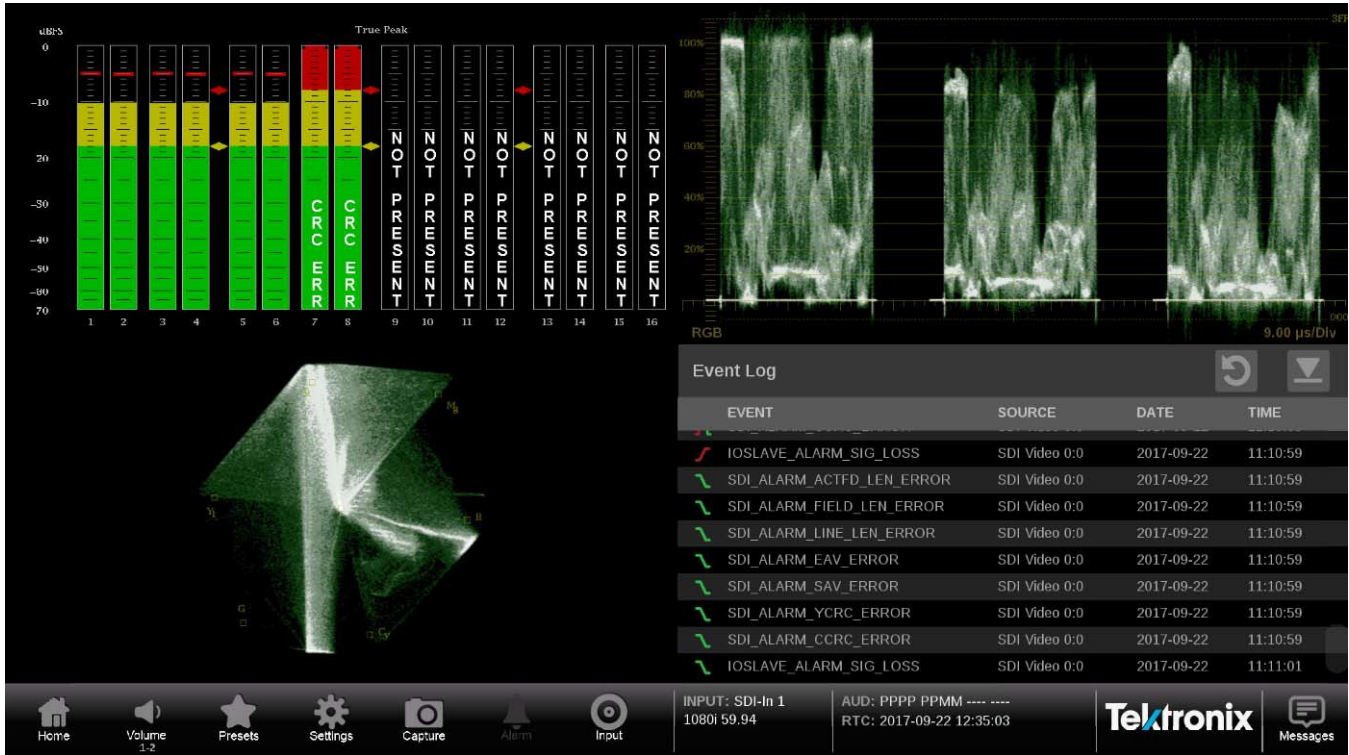 dBFS
True Peak
0
-10
20
-30
-40
-50
-60
70
CRC ERR
CRC ERR
NOT PRESENT
NOT PRESENT
NOT PRESENT
NOT PRESENT
NOT PRESENT
NOT PRESENT
NOT PRESENT
NOT PRESENT
1 2 3 4 5 6 7 8 9 10 11 12 13 14 15 16
100%
80%
60%
40%
20%
RGB
9.00 µs/Div
Mg
Yl
B
G
Cy
Event Log
EVENT SOURCE DATE TIME
IOSLAVE_ALARM_SIG_LOSS SDI Video 0:0 2017-09-22 11:10:59
SDI_ALARM_ACTFD_LEN_ERROR SDI Video 0:0 2017-09-22 11:10:59
SDI_ALARM_FIELD_LEN_ERROR SDI Video 0:0 2017-09-22 11:10:59
SDI_ALARM_LINE_LEN_ERROR SDI Video 0:0 2017-09-22 11:10:59
SDI_ALARM_EAV_ERROR SDI Video 0:0 2017-09-22 11:10:59
SDI_ALARM_SAV_ERROR SDI Video 0:0 2017-09-22 11:10:59
SDI_ALARM_YCRC_ERROR SDI Video 0:0 2017-09-22 11:10:59
SDI_ALARM_CCRC_ERROR SDI Video 0:0 2017-09-22 11:10:59
IOSLAVE_ALARM_SIG_LOSS SDI Video 0:0 2017-09-22 11:11:01
Home
Volume
1-2
Presets
Settings
Capture
Alarm
Input
INPUT: SDI-In 1
1080i 59.94
AUD: PPPP PPMM ---- ----
RTC: 2017-09-22 12:35:03
Tektronix
Messages